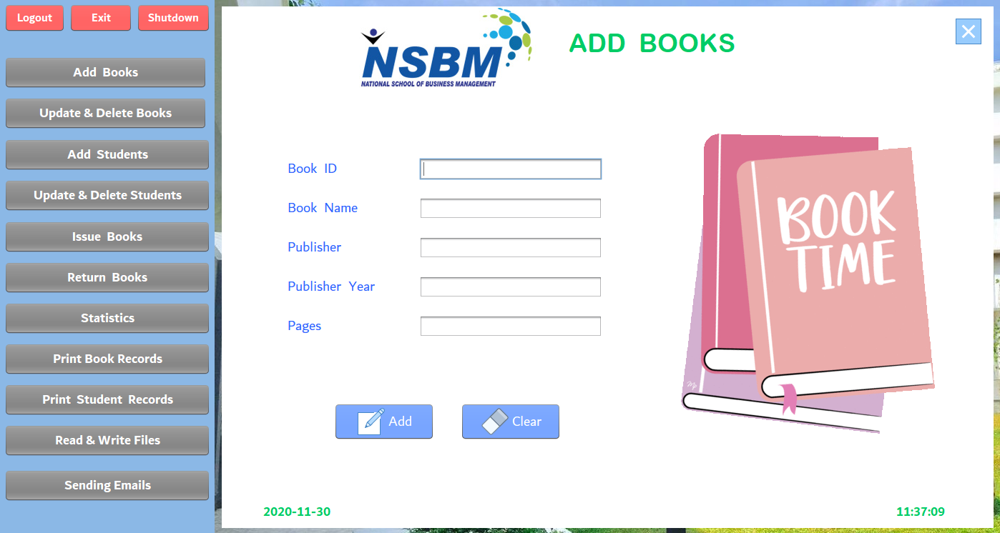 Logout Exit Shutdown
Add Books
Update & Delete Books
Add Students
Update & Delete Students
Issue Books
Return Books
Statistics
Print Book Records
Print Student Records
Read & Write Files
Sending Emails
NSBM
NATIONAL SCHOOL OF BUSINESS MANAGEMENT
ADD BOOKS
Book ID
Book Name
Publisher
Publisher Year
Pages
Add Clear
BOOK
TIME
2020-11-30
11:37:09